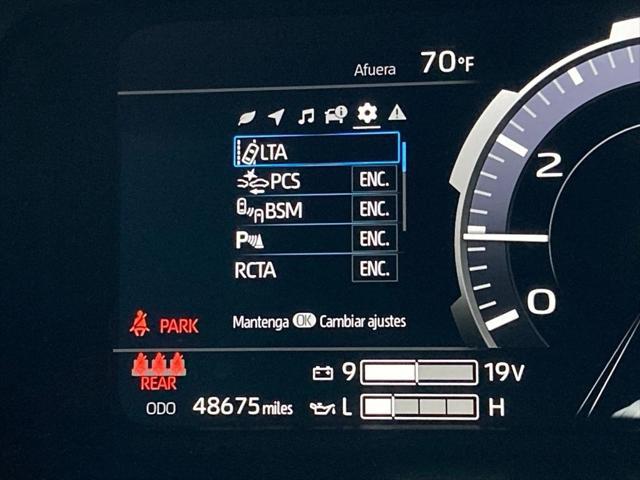 Afuera 70°F
LTA
PCS ENC.
BSM ENC.
P ENC.
RCTA ENC.
Mantenga OK Cambiar ajustes
PARK
REAR
9 19V
ODO 48675 miles
L H
2
0